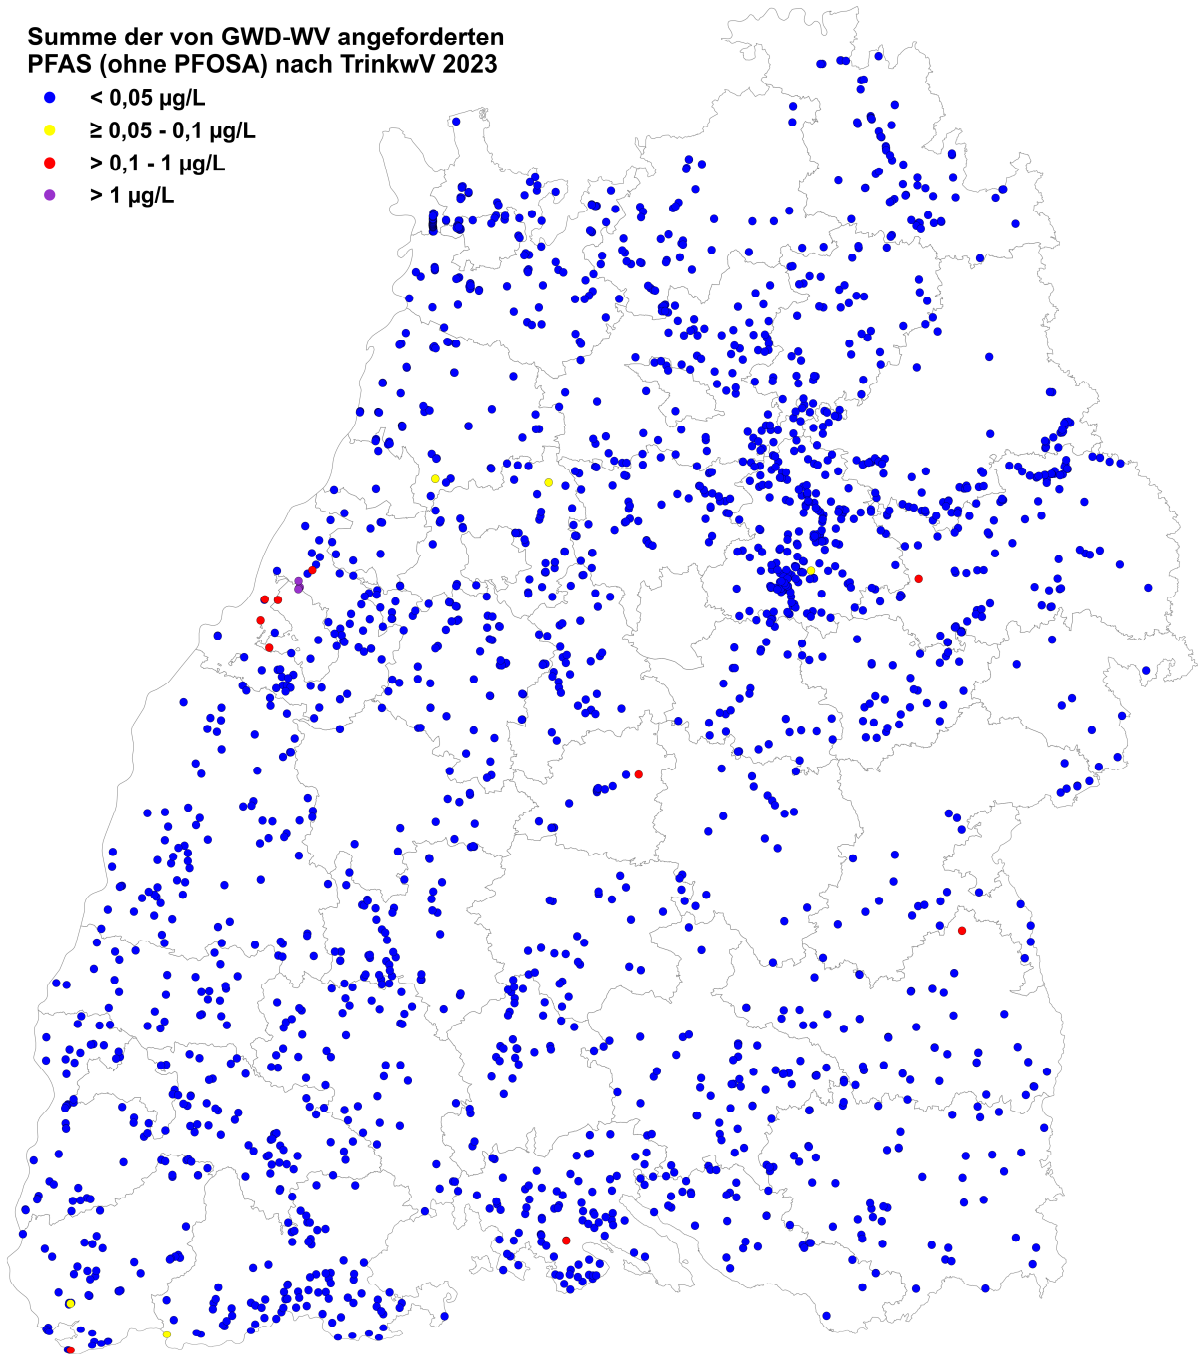 Summe der von GWD-WV angeforderten
PFAS (ohne PFOSA) nach TrinkwV 2023
< 0,05 µg/L
≥ 0,05 - 0,1 µg/L
> 0,1 - 1 µg/L
> 1 µg/L